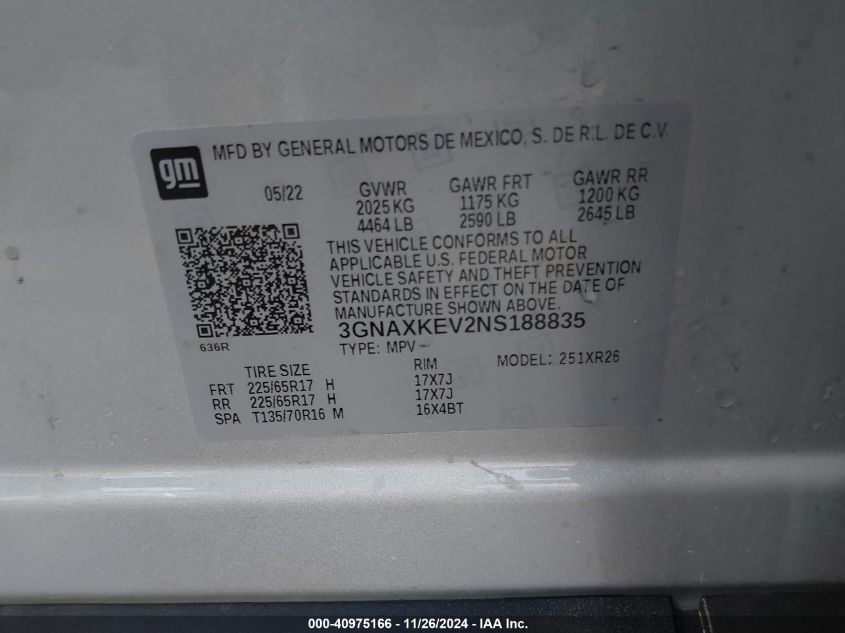 gm
MFD BY GENERAL MOTORS DE MEXICO, S. DE R.L. DE C.V.
05/22 GVWR GAWR FRT GAWR RR
2025 KG 1175 KG 1200 KG
4464 LB 2590 LB 2645 LB
THIS VEHICLE CONFORMS TO ALL
APPLICABLE U.S. FEDERAL MOTOR
VEHICLE SAFETY AND THEFT PREVENTION
STANDARDS IN EFFECT ON THE DATE OF
MANUFACTURE SHOWN ABOVE.
3GNAXKEV2NS188835
636R
TYPE: MPV
MODEL: 251XR26
TIRE SIZE RIM
FRT 225/65R17 H 17X7J
RR 225/65R17 H 17X7J
SPA T135/70R16 M 16X4BT
000-40975166 - 11/26/2024 - IAA Inc.